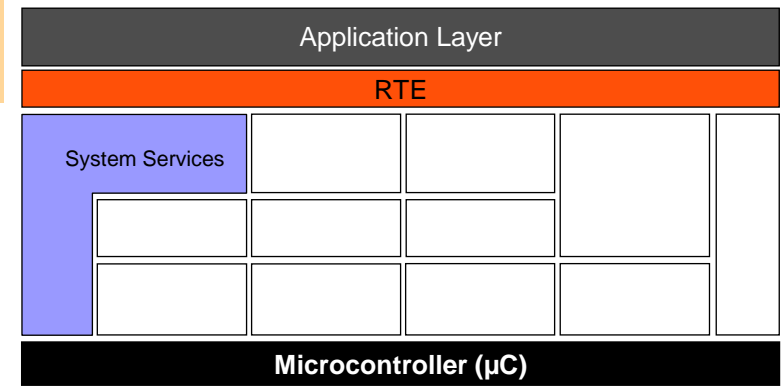 Application Layer
RTE
System Services
Microcontroller (µC)